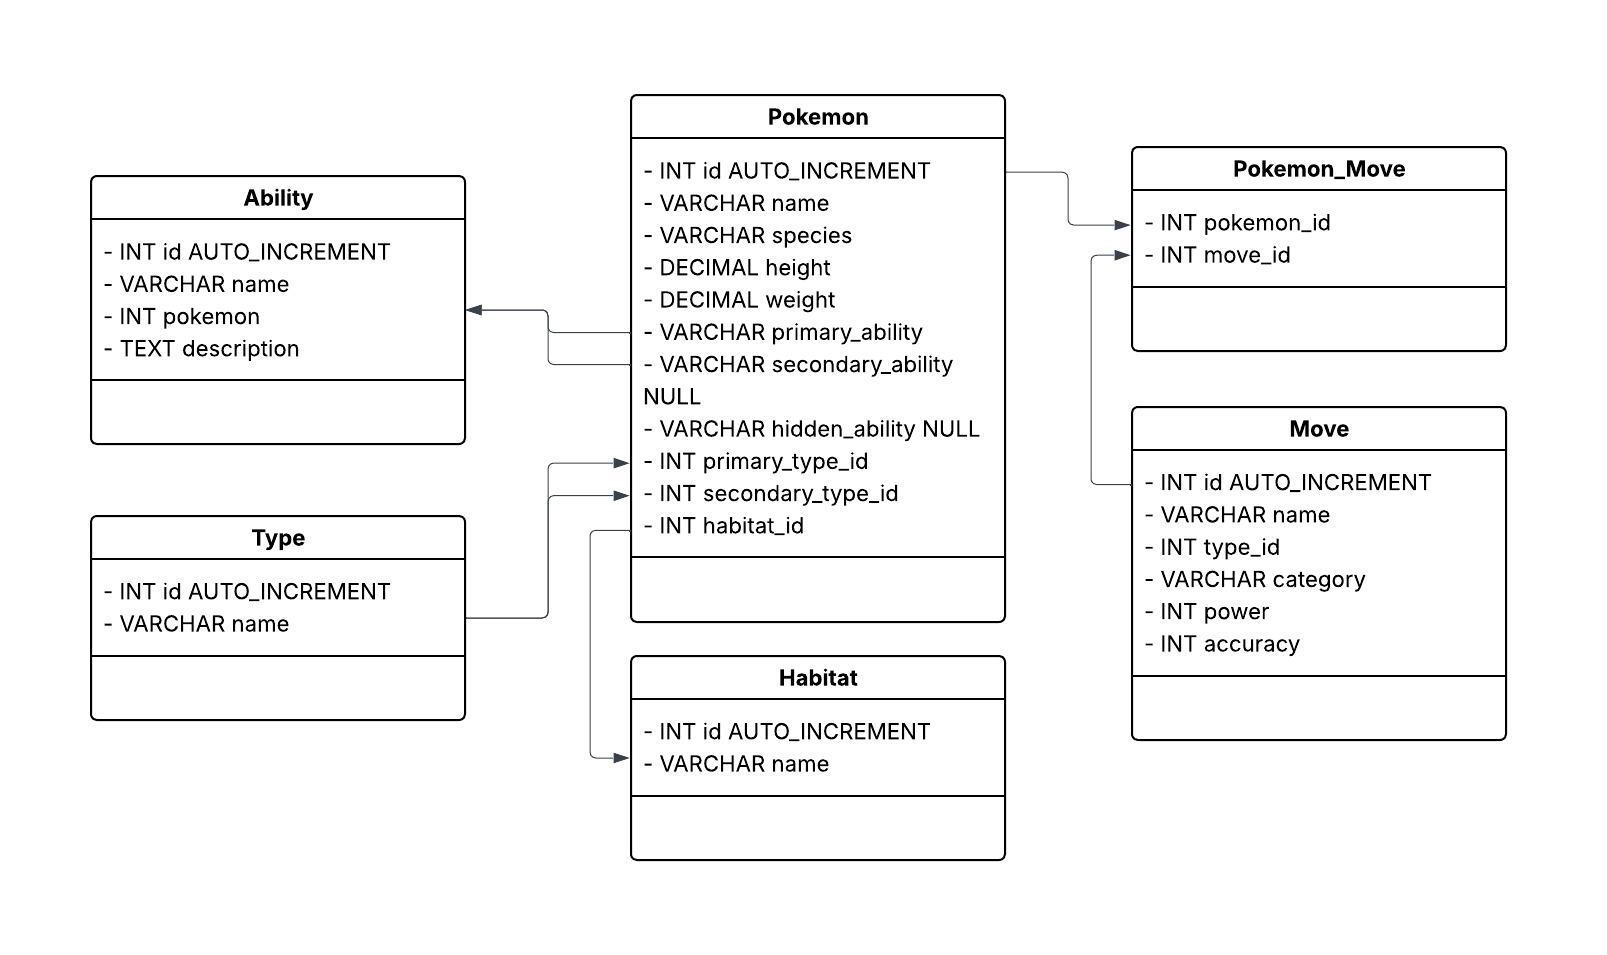 Pokemon
- INT id AUTO_INCREMENT
- VARCHAR name
- VARCHAR species
- DECIMAL height
- DECIMAL weight
- VARCHAR primary_ability
- VARCHAR secondary_ability
NULL
- VARCHAR hidden_ability NULL
- INT primary_type_id
- INT secondary_type_id
- INT habitat_id
Ability
- INT id AUTO_INCREMENT
- VARCHAR name
- INT pokemon
- TEXT description
Type
- INT id AUTO_INCREMENT
- VARCHAR name
Habitat
- INT id AUTO_INCREMENT
- VARCHAR name
Pokemon_Move
- INT pokemon_id
- INT move_id
Move
- INT id AUTO_INCREMENT
- VARCHAR name
- INT type_id
- VARCHAR category
- INT power
- INT accuracy